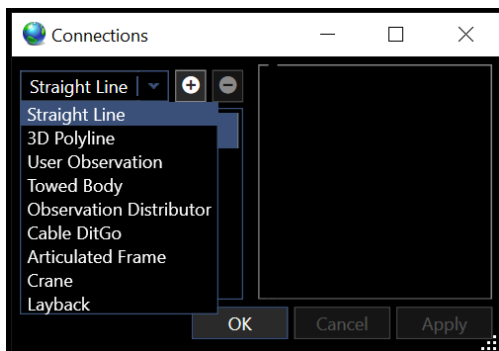 Connections
Straight Line
Straight Line
3D Polyline
User Observation
Towed Body
Observation Distributor
Cable DitGo
Articulated Frame
Crane
Layback
OK Cancel Apply